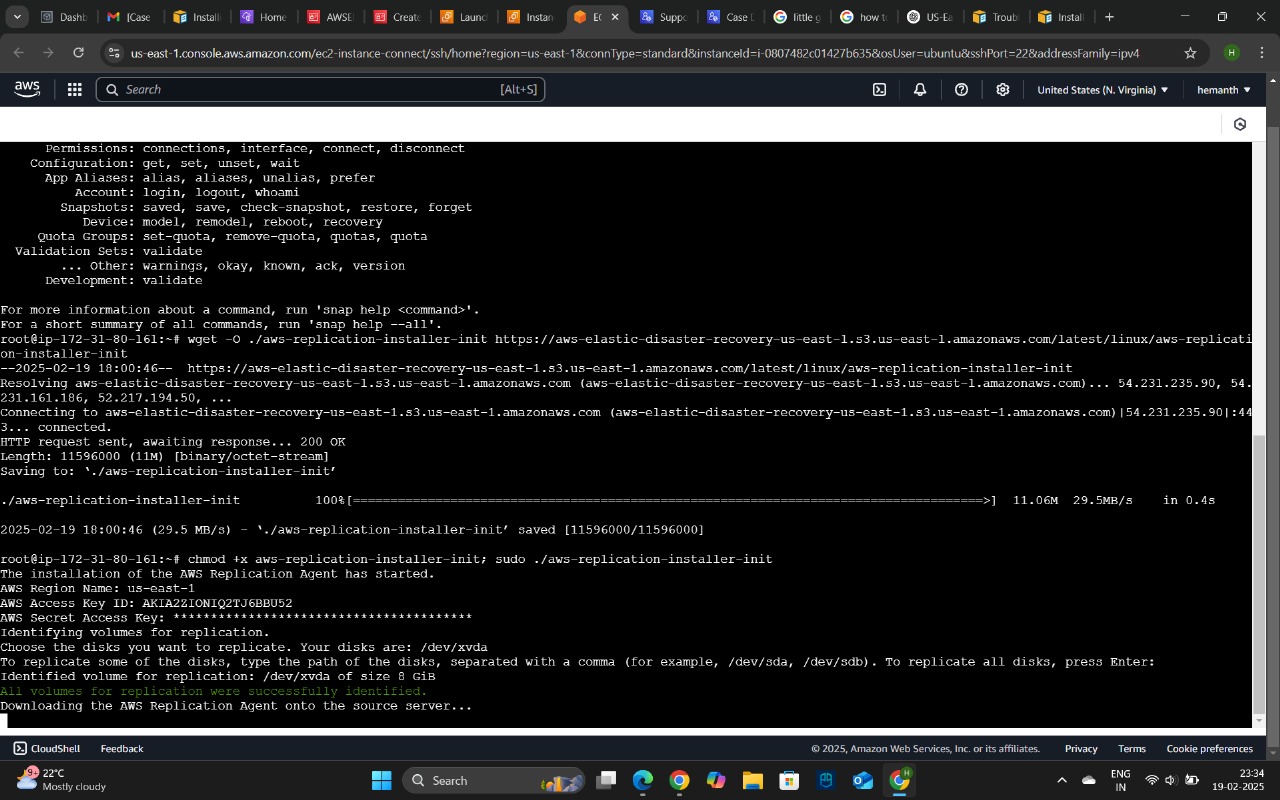 Dashb
[Case
Install
Home
AWSE
Create
Launc
Instan
EC
Suppo
Case D
little g
how t
US-Ea
Troubl
Install
us-east-1.console.aws.amazon.com/ec2-instance-connect/ssh/home?region=us-east-1&connType=standard&instanceId=i-0807482c01427b635&osUser=ubuntu&sshPort=22&addressFamily=ipv4
H
aws
Search [Alt+S]
United States (N. Virginia)
hemanth
Permissions: connections, interface, connect, disconnect
Configuration: get, set, unset, wait
App Aliases: alias, aliases, unalias, prefer
Account: login, logout, whoami
Snapshots: saved, save, check-snapshot, restore, forget
Device: model, remodel, reboot, recovery
Quota Groups: set-quota, remove-quota, quotas, quota
Validation Sets: validate
... Other: warnings, okay, known, ack, version
Development: validate
For more information about a command, run 'snap help <command>'.
For a short summary of all commands, run 'snap help --all'.
root@ip-172-31-80-161:~# wget -O ./aws-replication-installer-init https://aws-elastic-disaster-recovery-us-east-1.s3.us-east-1.amazonaws.com/latest/linux/aws-replicati
on-installer-init
--2025-02-19 18:00:46--  https://aws-elastic-disaster-recovery-us-east-1.s3.us-east-1.amazonaws.com/latest/linux/aws-replication-installer-init
Resolving aws-elastic-disaster-recovery-us-east-1.s3.us-east-1.amazonaws.com (aws-elastic-disaster-recovery-us-east-1.s3.us-east-1.amazonaws.com)... 54.231.235.90, 54.
231.161.186, 52.217.194.50, ...
Connecting to aws-elastic-disaster-recovery-us-east-1.s3.us-east-1.amazonaws.com (aws-elastic-disaster-recovery-us-east-1.s3.us-east-1.amazonaws.com)|54.231.235.90|:44
3... connected.
HTTP request sent, awaiting response... 200 OK
Length: 11596000 (11M) [binary/octet-stream]
Saving to: ‘./aws-replication-installer-init’
./aws-replication-installer-init 100%[=====================================================================================>] 11.06M 29.5MB/s in 0.4s
2025-02-19 18:00:46 (29.5 MB/s) - ‘./aws-replication-installer-init’ saved [11596000/11596000]
root@ip-172-31-80-161:~# chmod +x aws-replication-installer-init; sudo ./aws-replication-installer-init
The installation of the AWS Replication Agent has started.
AWS Region Name: us-east-1
AWS Access Key ID: AKIA2ZIONIQ2TJ6BBU52
AWS Secret Access Key: ****************************************
Identifying volumes for replication.
Choose the disks you want to replicate. Your disks are: /dev/xvda
To replicate some of the disks, type the path of the disks, separated with a comma (for example, /dev/sda, /dev/sdb). To replicate all disks, press Enter:
Identified volume for replication: /dev/xvda of size 8 GiB
All volumes for replication were successfully identified.
Downloading the AWS Replication Agent onto the source server...
CloudShell Feedback © 2025, Amazon Web Services, Inc. or its affiliates. Privacy Terms Cookie preferences
22°C
Mostly cloudy
Search
ENG
IN
23:34
19-02-2025